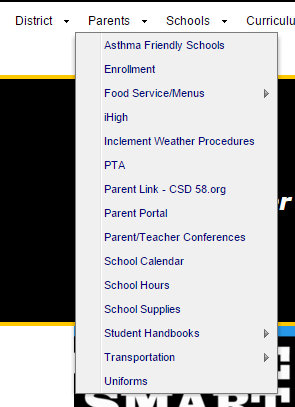 District Parents Schools Curriculu
Asthma Friendly Schools
Enrollment
Food Service/Menus
iHigh
Inclement Weather Procedures
PTA
Parent Link - CSD 58.org
Parent Portal
Parent/Teacher Conferences
School Calendar
School Hours
School Supplies
Student Handbooks
Transportation
Uniforms
SMART